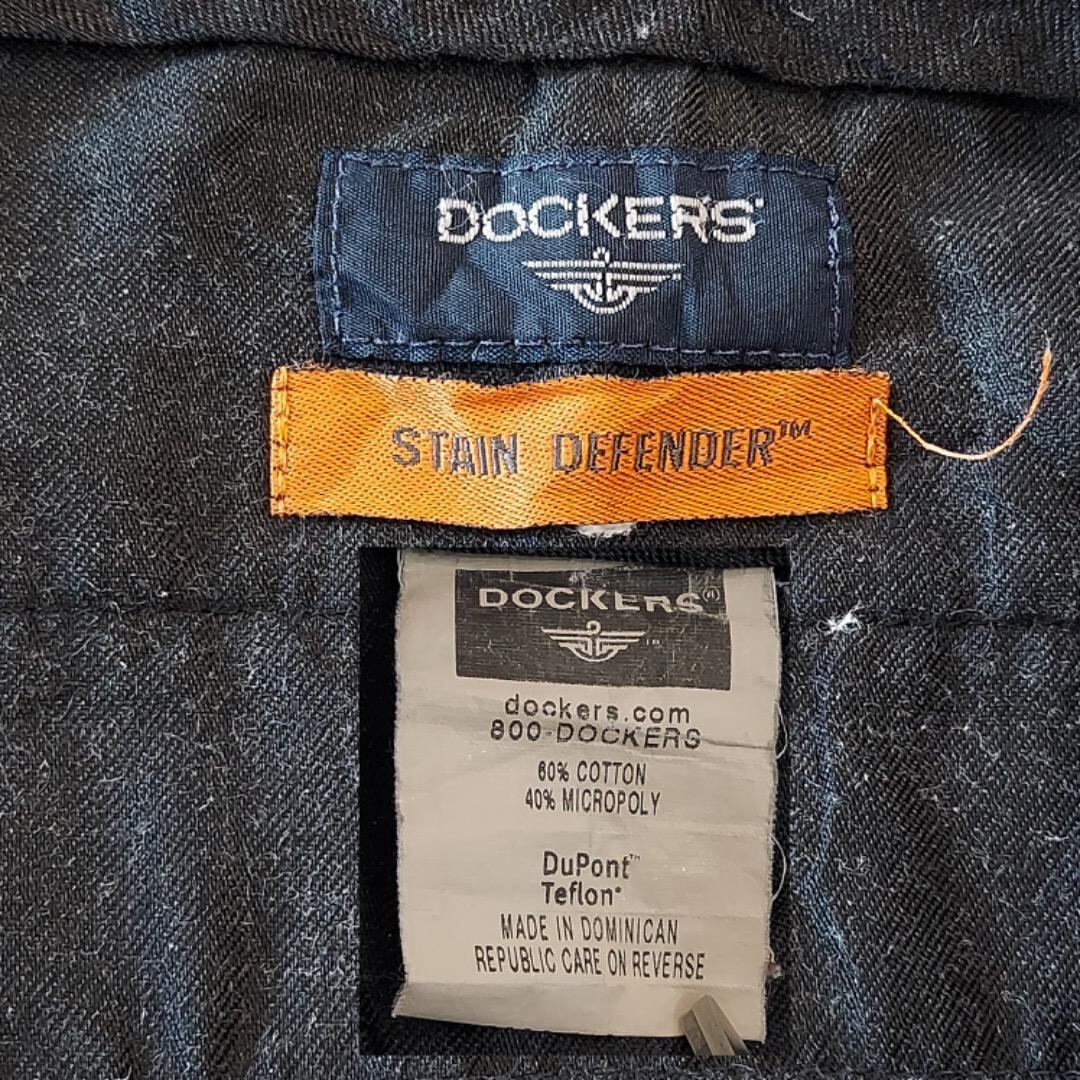 DOCKERS®
STAIN DEFENDER™
DOCKERS®
™
dockers.com
800-DOCKERS
60% COTTON
40% MICROPOLY
DuPont™
Teflon®
MADE IN DOMINICAN
REPUBLIC CARE ON REVERSE